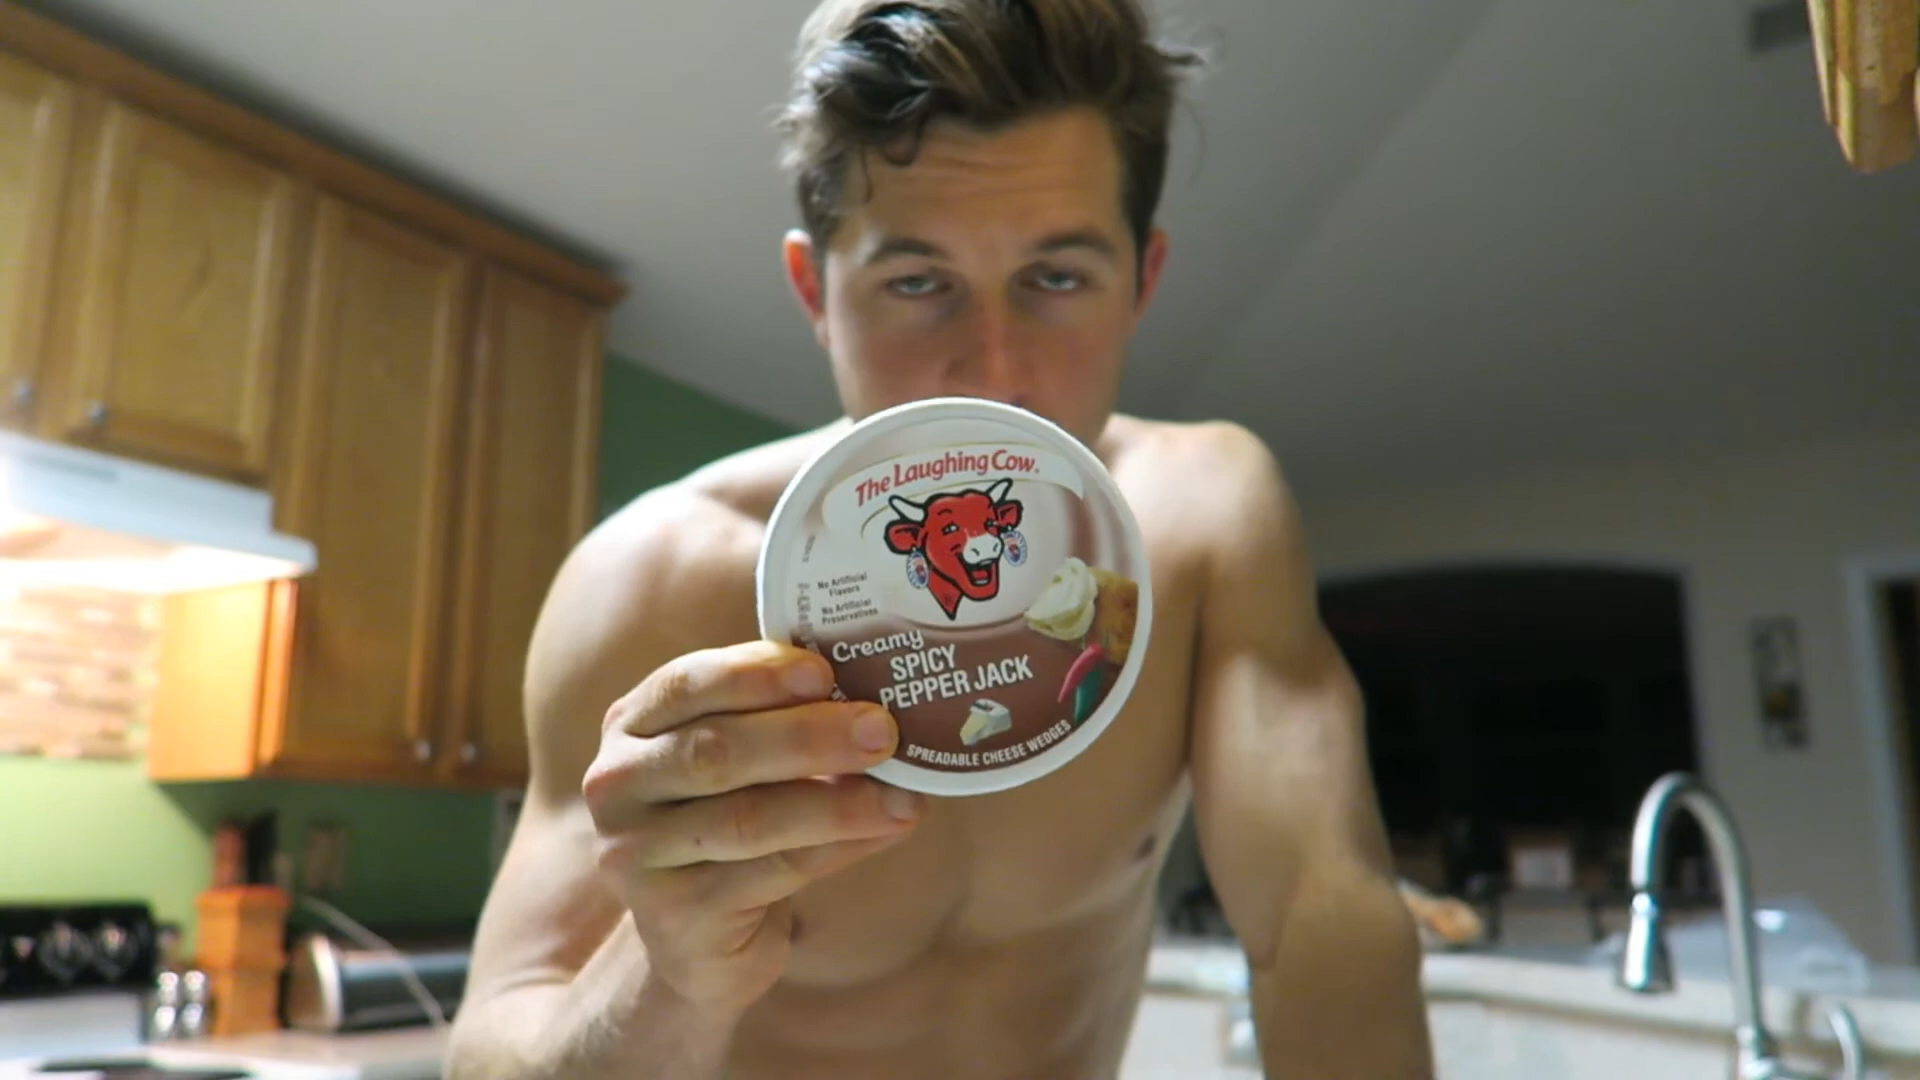 The Laughing Cow.
No Artificial
Flavors
No Artificial
Preservatives
Creamy
SPICY
PEPPER JACK
SPREADABLE CHEESE WEDGES